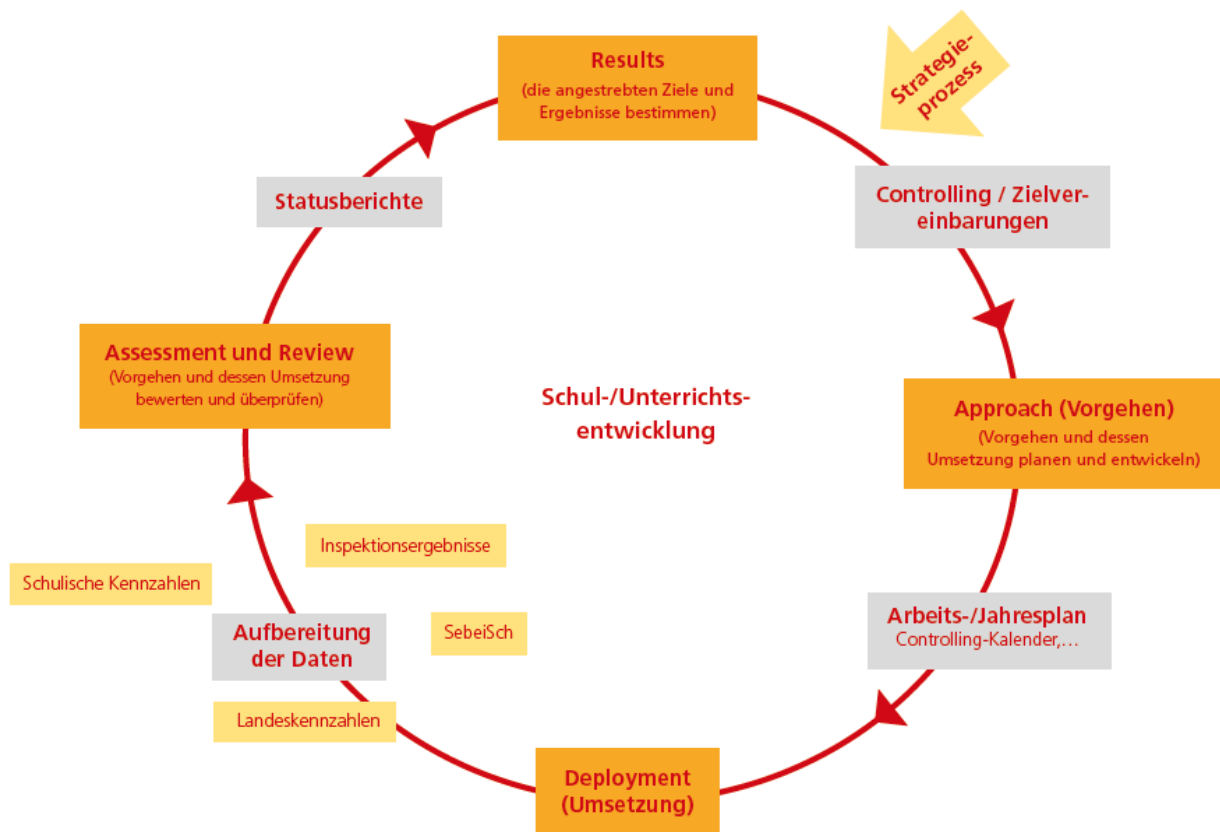 Results
(die angestrebten Ziele und
Ergebnisse bestimmen)
Strategie-
prozess
Controlling / Zielver-
einbarungen
Approach (Vorgehen)
(Vorgehen und dessen
Umsetzung planen und entwickeln)
Arbeits-/Jahresplan
Controlling-Kalender,...
Deployment
(Umsetzung)
Landeskennzahlen
Aufbereitung
der Daten
SebeiSch
Schulische Kennzahlen
Inspektionsergebnisse
Assessment und Review
(Vorgehen und dessen Umsetzung
bewerten und überprüfen)
Statusberichte
Schul-/Unterrichts-
entwicklung